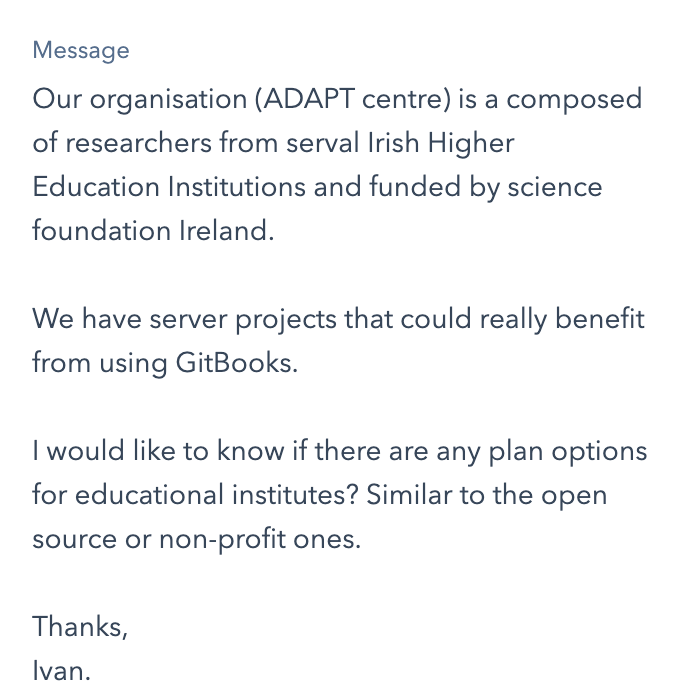 Message
Our organisation (ADAPT centre) is a composed
of researchers from serval Irish Higher
Education Institutions and funded by science
foundation Ireland.
We have server projects that could really benefit
from using GitBooks.
I would like to know if there are any plan options
for educational institutes? Similar to the open
source or non-profit ones.
Thanks,
Ivan.